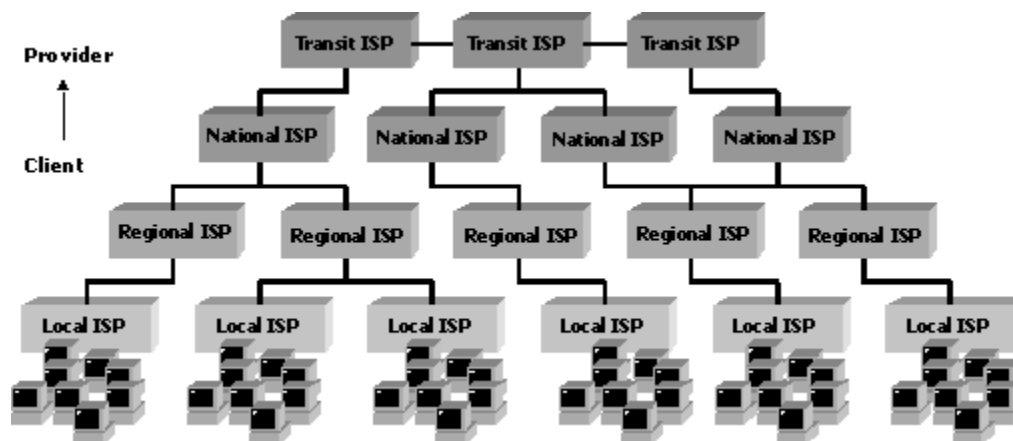 Transit ISP
Transit ISP
Transit ISP
Provider
National ISP
National ISP
National ISP
National ISP
Client
Regional ISP
Regional ISP
Regional ISP
Regional ISP
Regional ISP
Local ISP
Local ISP
Local ISP
Local ISP
Local ISP
Local ISP